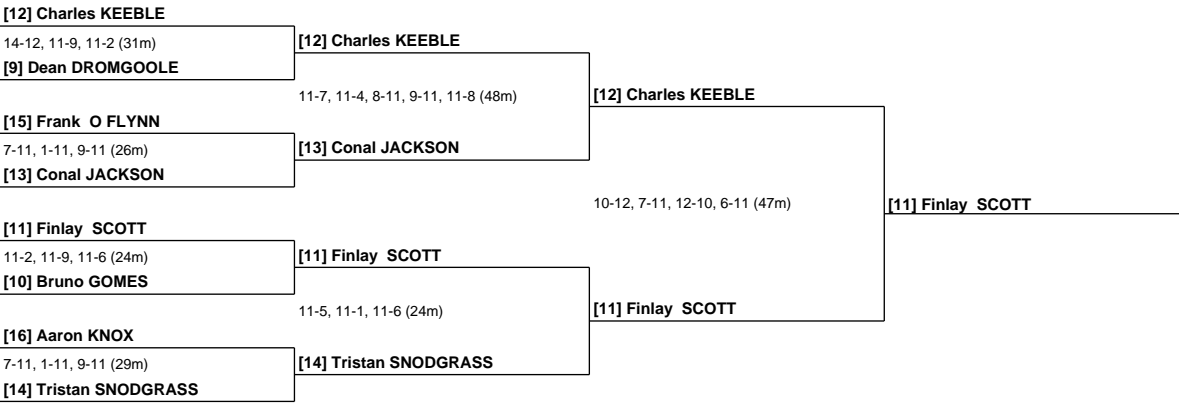 [12] Charles KEEBLE
14-12, 11-9, 11-2 (31m)
[9] Dean DROMGOOLE
[12] Charles KEEBLE
11-7, 11-4, 8-11, 9-11, 11-8 (48m)
[12] Charles KEEBLE
[15] Frank O FLYNN
7-11, 1-11, 9-11 (26m)
[13] Conal JACKSON
[13] Conal JACKSON
10-12, 7-11, 12-10, 6-11 (47m)
[11] Finlay SCOTT
[11] Finlay SCOTT
11-2, 11-9, 11-6 (24m)
[10] Bruno GOMES
[11] Finlay SCOTT
11-5, 11-1, 11-6 (24m)
[11] Finlay SCOTT
[16] Aaron KNOX
7-11, 1-11, 9-11 (29m)
[14] Tristan SNODGRASS
[14] Tristan SNODGRASS